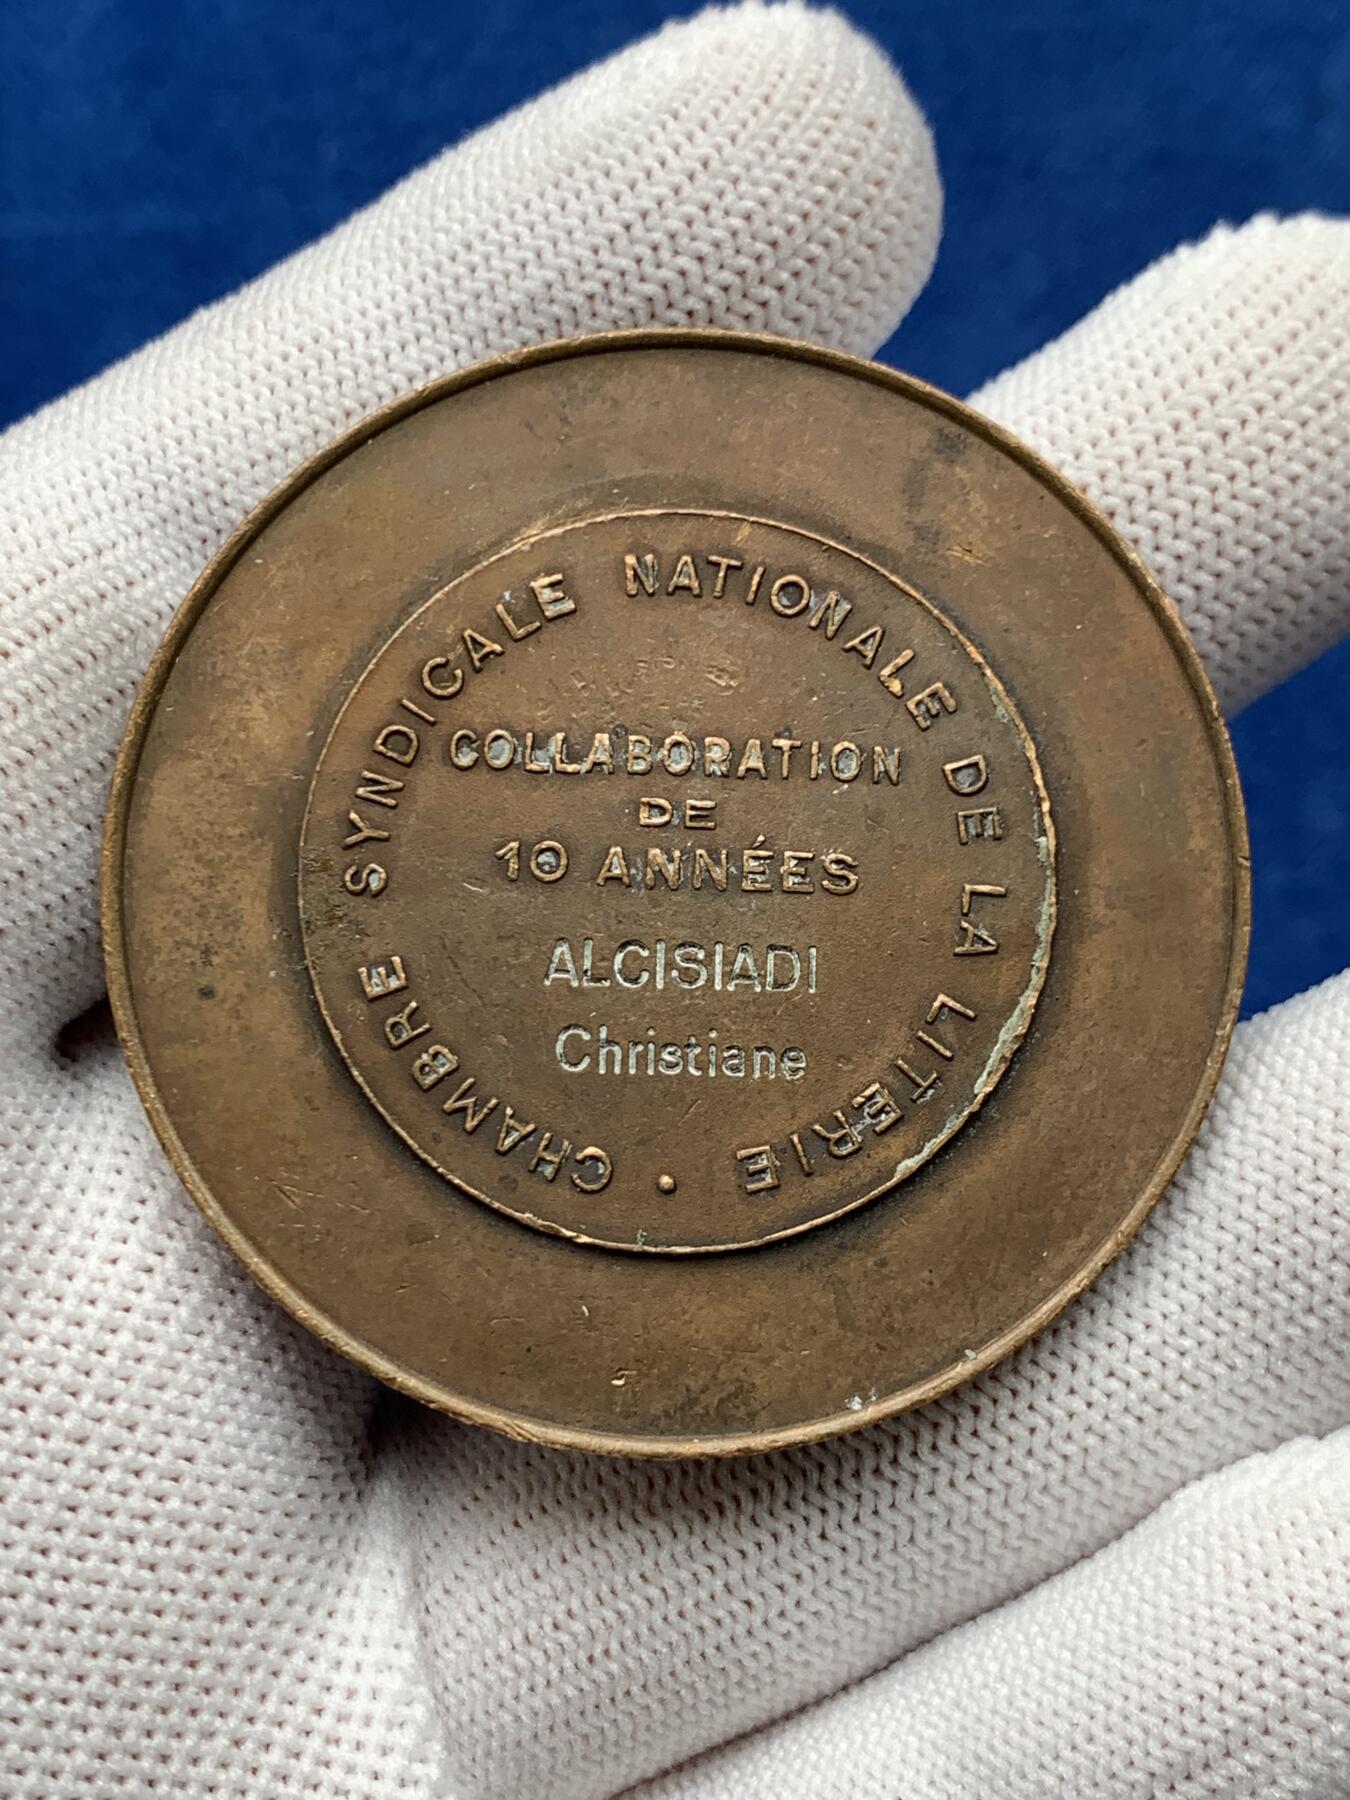 CHAMBRE SYNDICALE NATIONALE DE LA LITERIE •
COLLABORATION
DE
10 ANNÉES
ALCISIADI
Christiane